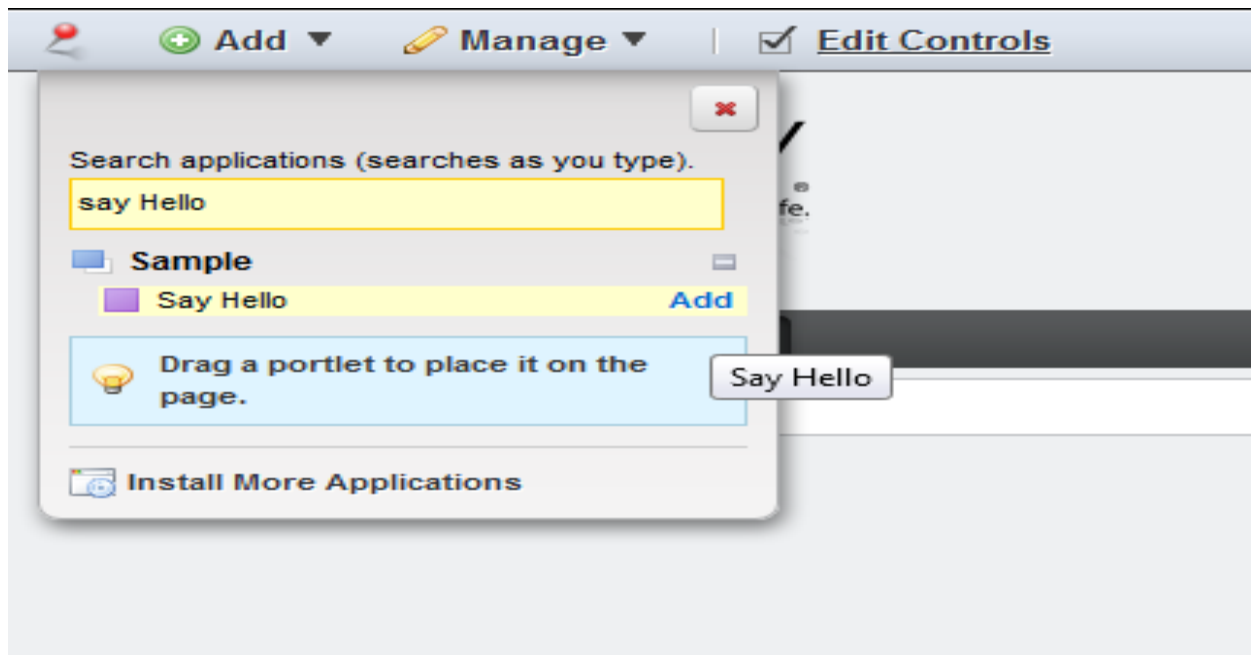 Add Manage | Edit Controls
Search applications (searches as you type).
say Hello
fe.
Sample
Say Hello Add
Drag a portlet to place it on the
page.
Say Hello
Install More Applications